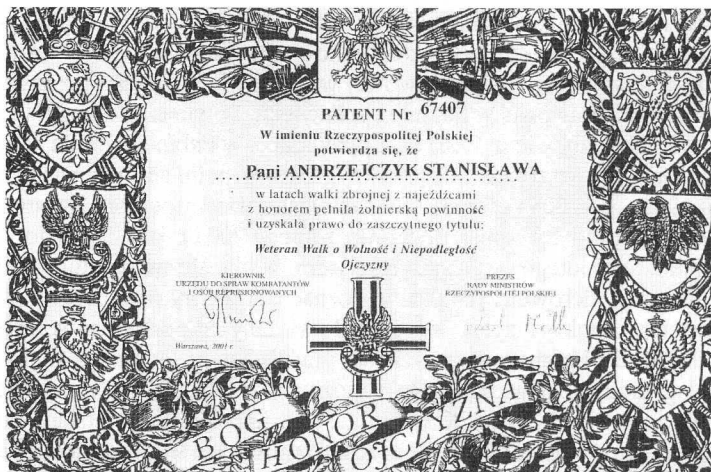 PATENT Nr 67407
W imieniu Rzeczypospolitej Polskiej
potwierdza się, że
Pani ANDRZEJCZYK STANISŁAWA
w latach walki zbrojnej z najeźdźcami
z honorem pełniła żołnierską powinność
i uzyskała prawo do zaszczytnego tytułu:
Weteran Walk o Wolność i Niepodległość
Ojczyzny
KIEROWNIK
URZĘDU DO SPRAW KOMBATANTÓW
I OSÓB REPRESJONOWANYCH
PREZES
RADY MINISTRÓW
RZECZYPOSPOLITEJ POLSKIEJ
Warszawa, 2001 r.
BÓG
HONOR
OJCZYZNA